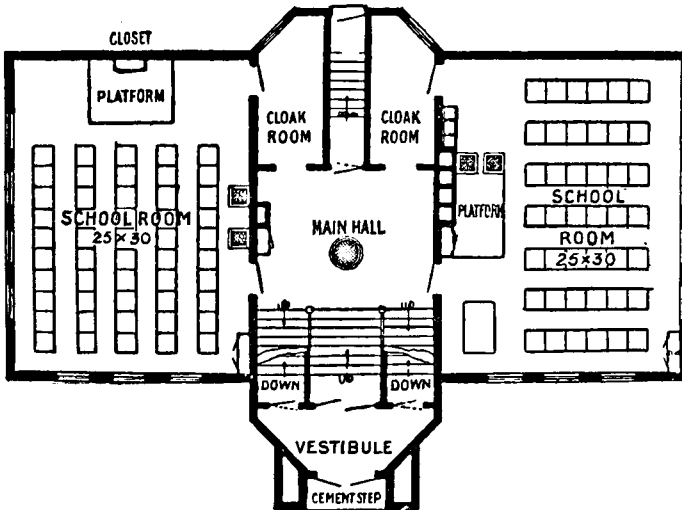 CLOSET
PLATFORM
CLOAK
ROOM
CLOAK
ROOM
SCHOOL ROOM
25×30
MAIN HALL
PLATFORM
SCHOOL
ROOM
25×30
UP
UP
DOWN
UP
DOWN
VESTIBULE
CEMENT STEP